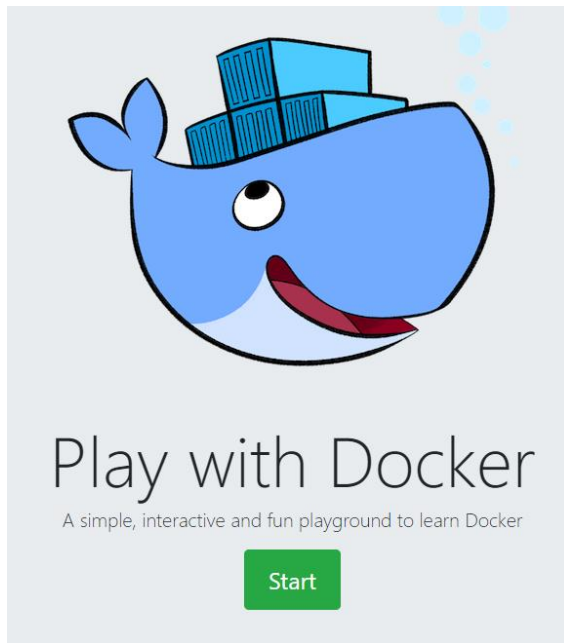 Play with Docker
A simple, interactive and fun playground to learn Docker
Start